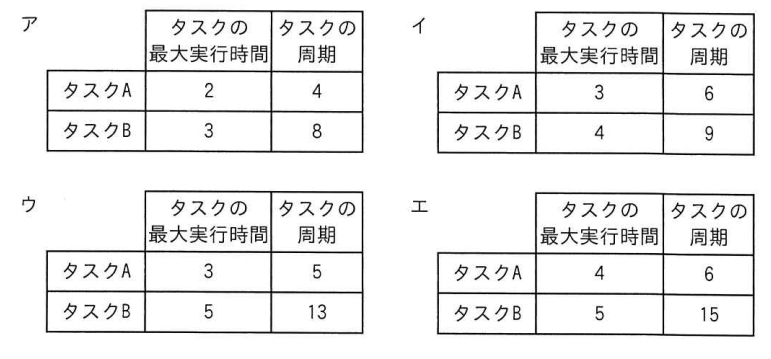 ア
タスクの 最大実行時間 タスクの 周期
タスクA 2 4
タスクB 3 8
イ
タスクの 最大実行時間 タスクの 周期
タスクA 3 6
タスクB 4 9
ウ
タスクの 最大実行時間 タスクの 周期
タスクA 3 5
タスクB 5 13
エ
タスクの 最大実行時間 タスクの 周期
タスクA 4 6
タスクB 5 15